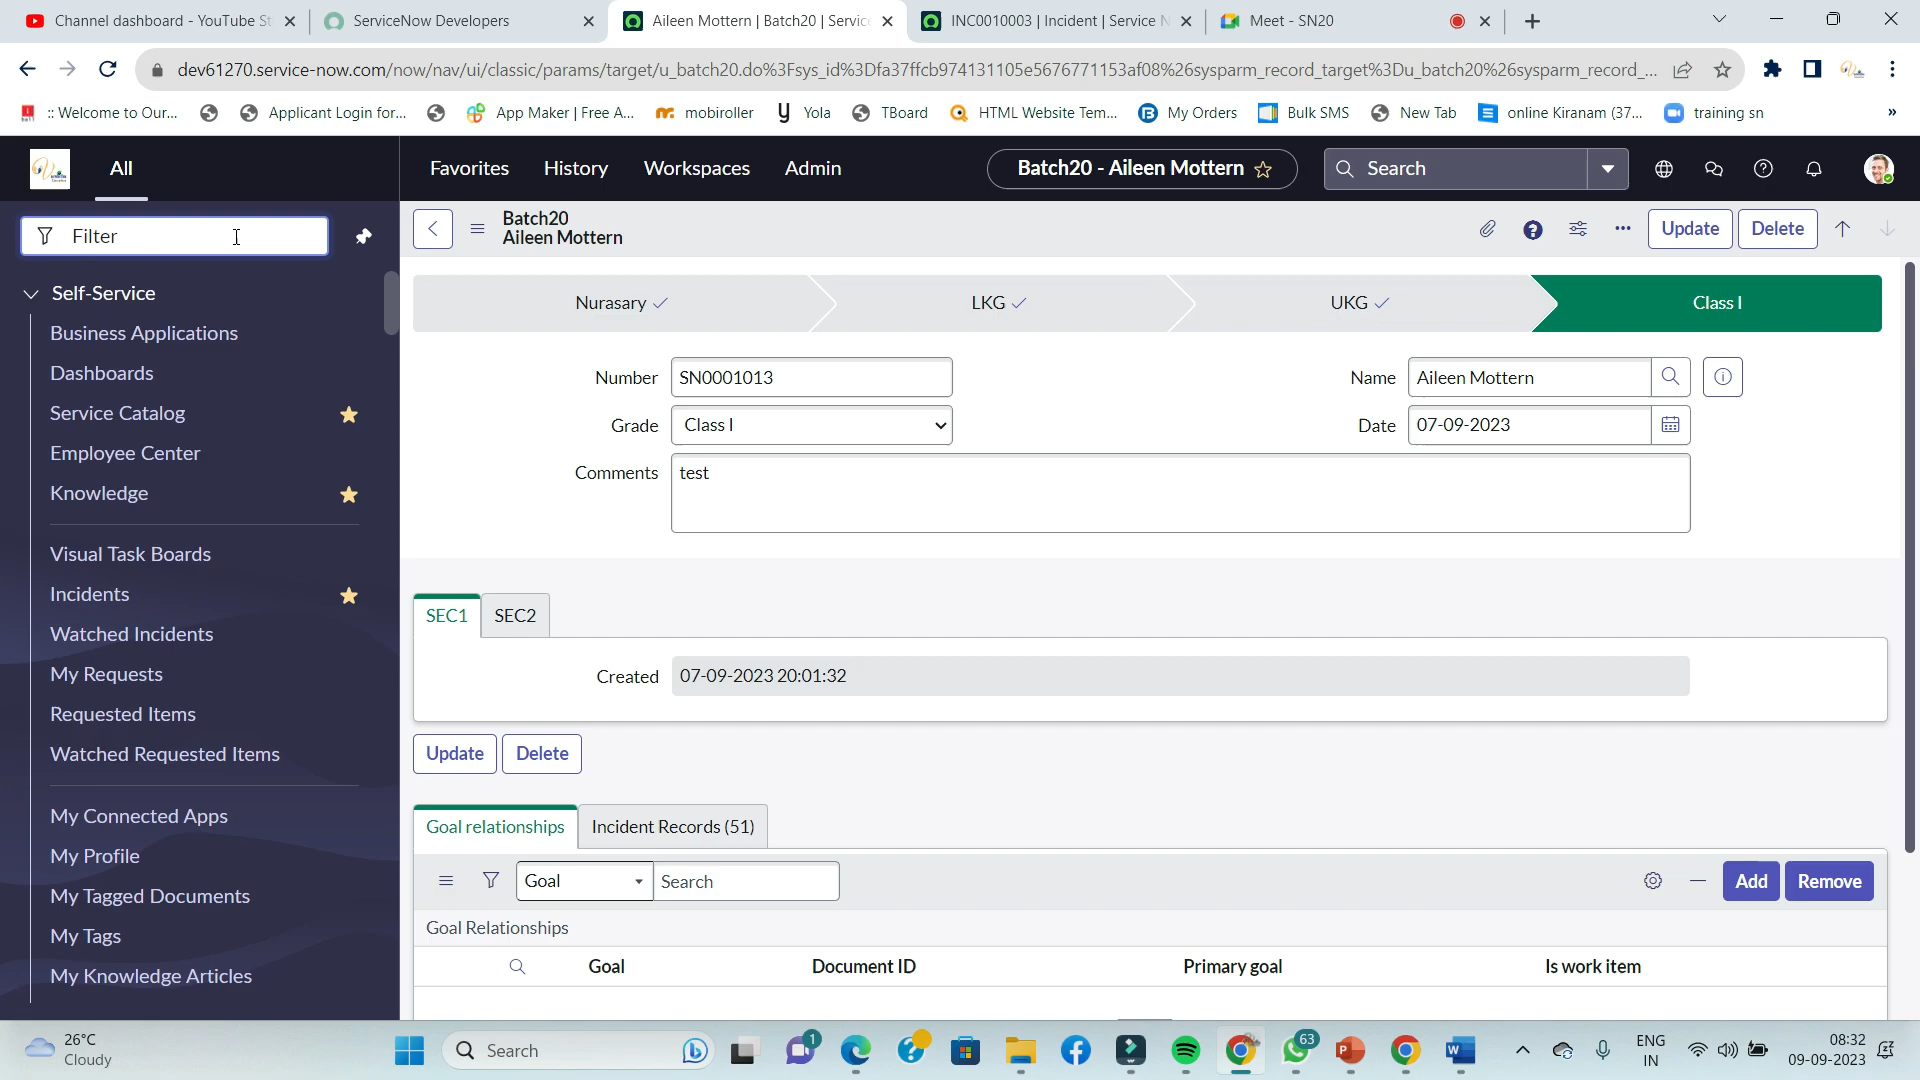 Channel dashboard - YouTube St
ServiceNow Developers
Aileen Mottern | Batch20 | Service
INC0010003 | Incident | Service N
Meet - SN20
dev61270.service-now.com/now/nav/ui/classic/params/target/u_batch20.do%3Fsys_id%3Dfa37ffcb974131105e5676771153af08%26sysparm_record_target%3Du_batch20%26sysparm_record_...
:: Welcome to Our...
Applicant Login for...
App Maker | Free A...
mobiroller
Yola
TBoard
HTML Website Tem...
My Orders
Bulk SMS
New Tab
online Kiranam (37...
training sn
»
All
Favorites
History
Workspaces
Admin
Batch20 - Aileen Mottern
Search
Filter
Batch20
Aileen Mottern
Update
Delete
Self-Service
Business Applications
Dashboards
Service Catalog
Employee Center
Knowledge
Visual Task Boards
Incidents
Watched Incidents
My Requests
Requested Items
Watched Requested Items
My Connected Apps
My Profile
My Tagged Documents
My Tags
My Knowledge Articles
Nurasary
LKG
UKG
Class I
Number
SN0001013
Name
Aileen Mottern
Grade
Class I
Date
07-09-2023
Comments
test
SEC1
SEC2
Created
07-09-2023 20:01:32
Update
Delete
Goal relationships
Incident Records (51)
Goal
Search
Add
Remove
Goal Relationships
Goal
Document ID
Primary goal
Is work item
26°C
Cloudy
Search
1
63
ENG
IN
08:32
09-09-2023